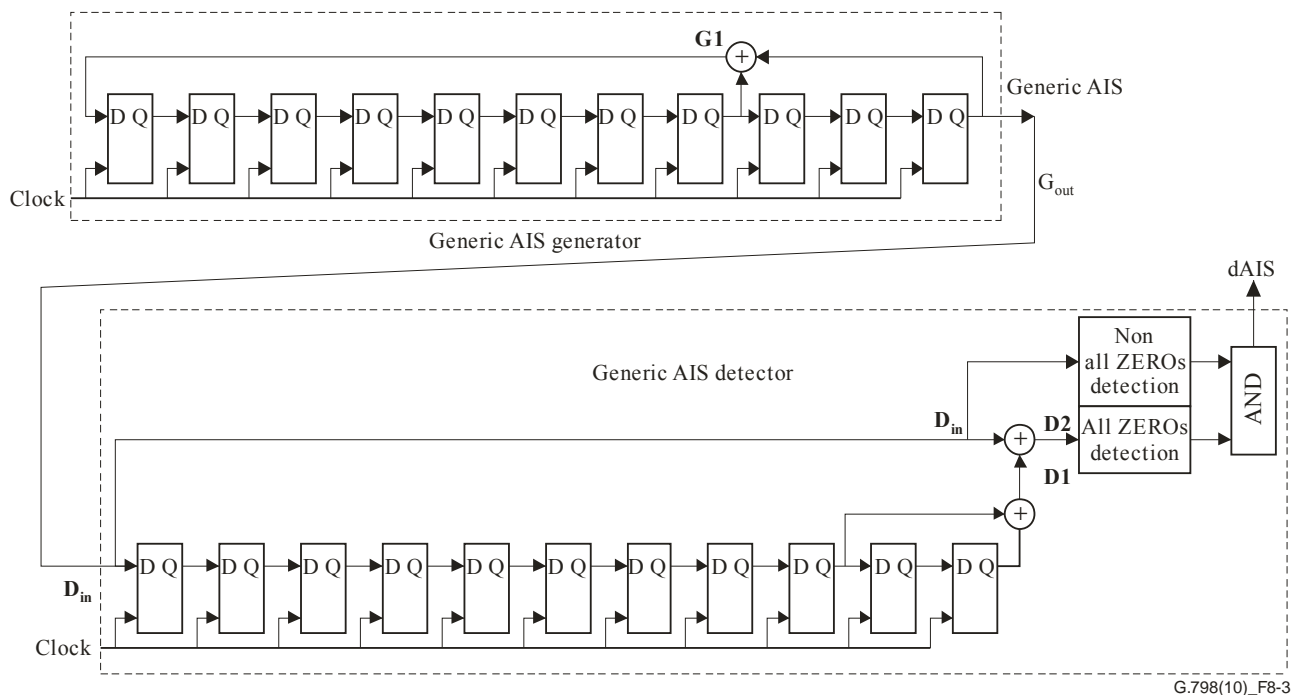 G1
Generic AIS
D Q D Q D Q D Q D Q D Q D Q D Q D Q D Q D Q
Clock
Gout
Generic AIS generator
dAIS
Non
all ZEROs
detection
Generic AIS detector
AND
Din
D2
All ZEROs
detection
D1
D Q D Q D Q D Q D Q D Q D Q D Q D Q D Q D Q
Din
Clock
G.798(10)_F8-3